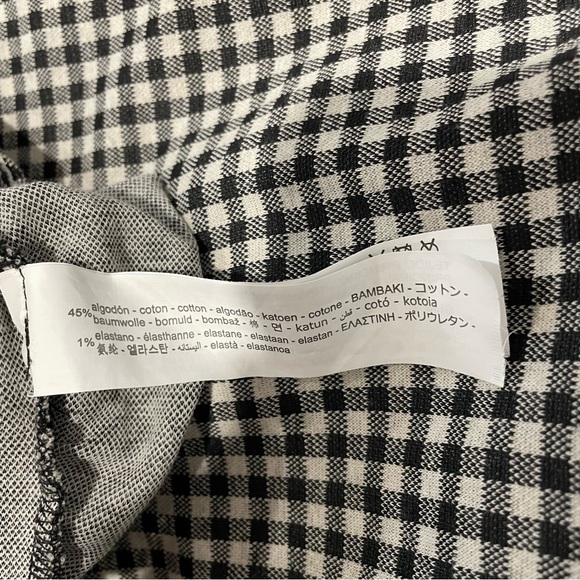 45% algodón - coton - cotton - algodão - katoen - cotone - BAMBAKI - コットン -
baumwolle - bomuld - bombaž - 棉 - 면 - katun - قطن - cotó - kotoia
1% elastano - élasthanne - elastane - elastaan - elastan - ΕΛΑΣΤΙΝΗ - ポリウレタン -
氨纶 - 엘라스탄 - elastà - elastanoa